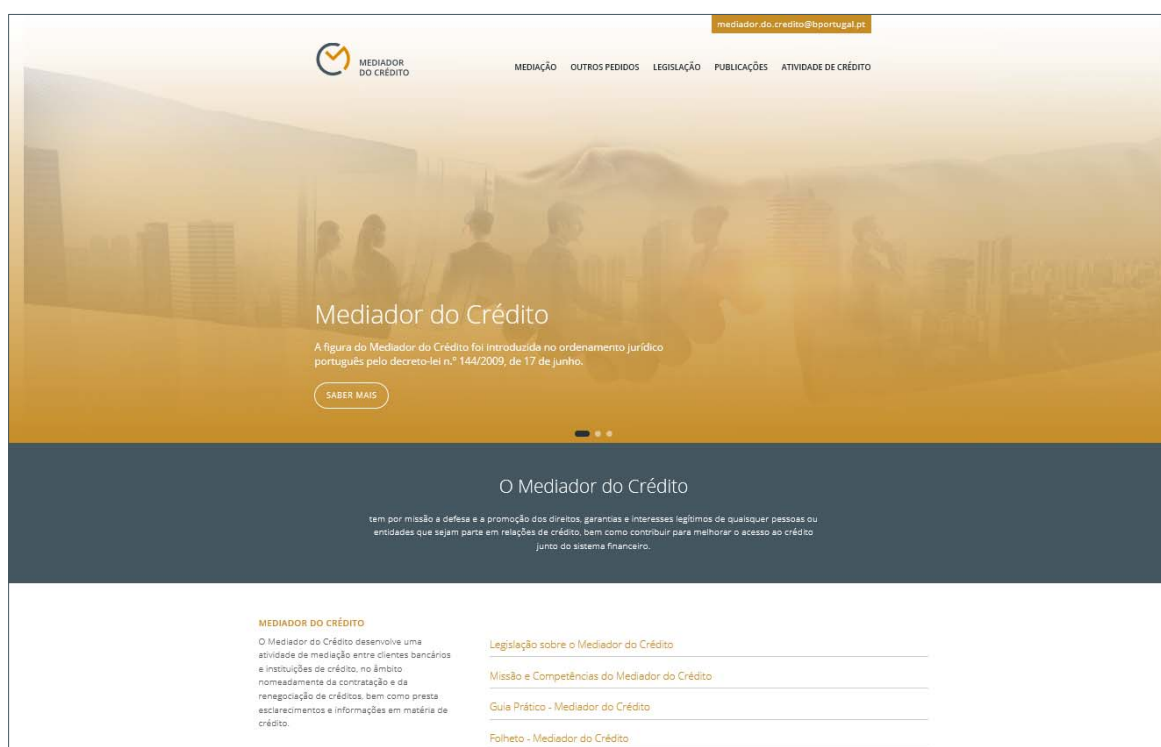 mediador.do.credito@bportugal.pt
MEDIADOR
DO CRÉDITO
MEDIAÇÃO OUTROS PEDIDOS LEGISLAÇÃO PUBLICAÇÕES ATIVIDADE DE CRÉDITO
Mediador do Crédito
A figura do Mediador do Crédito foi introduzida no ordenamento jurídico
português pelo decreto-lei n.º 144/2009, de 17 de junho.
SABER MAIS
O Mediador do Crédito
tem por missão a defesa e a promoção dos direitos, garantias e interesses legítimos de quaisquer pessoas ou
entidades que sejam parte em relações de crédito, bem como contribuir para melhorar o acesso ao crédito
junto do sistema financeiro.
MEDIADOR DO CRÉDITO
O Mediador do Crédito desenvolve uma
atividade de mediação entre clientes bancários
e instituições de crédito, no âmbito
nomeadamente da contratação e da
renegociação de créditos, bem como presta
esclarecimentos e informações em matéria de
crédito.
Legislação sobre o Mediador do Crédito
Missão e Competências do Mediador do Crédito
Guia Prático - Mediador do Crédito
Folheto - Mediador do Crédito